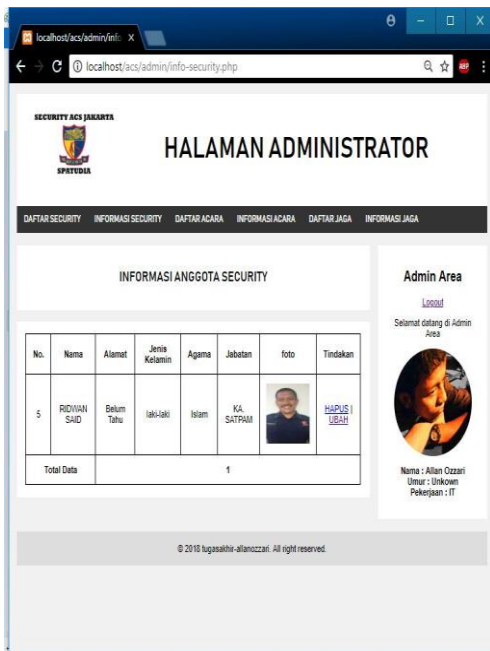 localhost/acs/admin/info
localhost/acs/admin/info-security.php
ABP
SECURITY ACS JAKARTA
SPATUDIA
HALAMAN ADMINISTRATOR
DAFTAR SECURITY INFORMASI SECURITY DAFTAR ACARA INFORMASI ACARA DAFTAR JAGA INFORMASI JAGA
INFORMASI ANGGOTA SECURITY
No. Nama Alamat Jenis Kelamin Agama Jabatan foto Tindakan
5 RIDWAN SAID Belum Tahu laki-laki Islam KA. SATPAM HAPUS | UBAH
Total Data 1
Admin Area
Logout
Selamat datang di Admin
Area
Nama : Allan Ozzari
Umur : Unkown
Pekerjaan : IT
© 2018 tugasakhir-allanozzari. All right reserved.